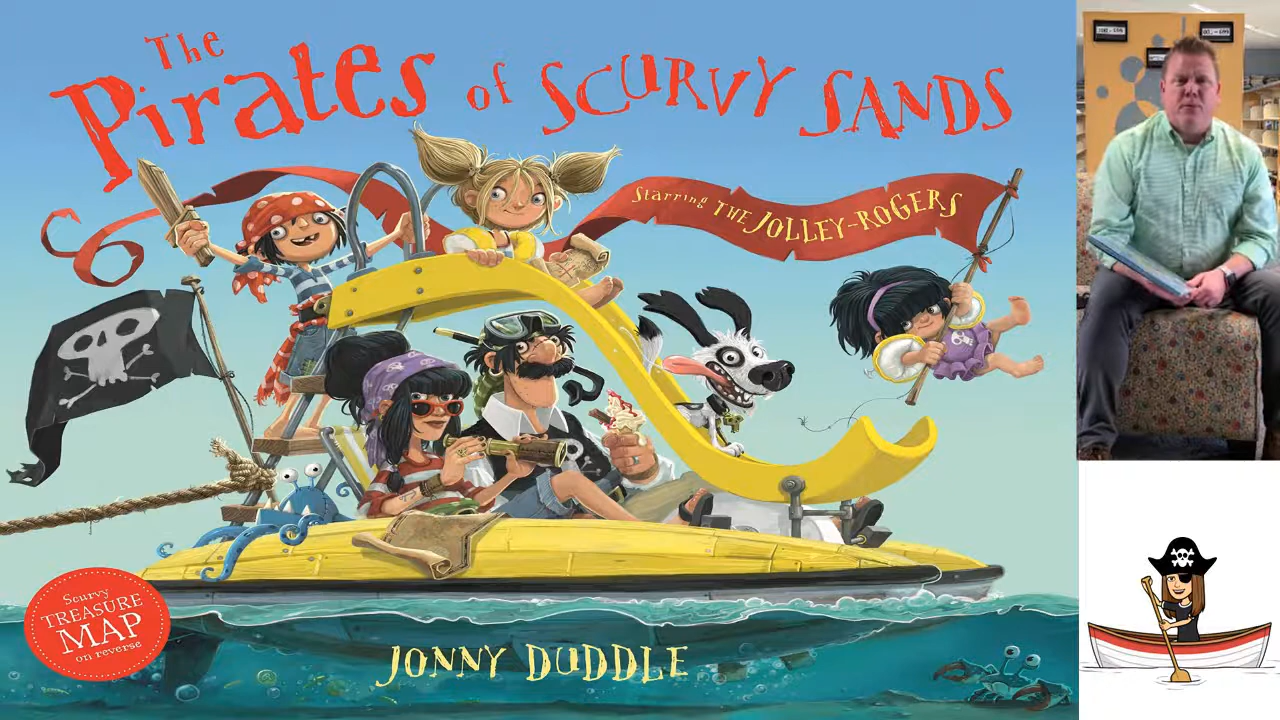 The
Pirates of SCURVY SANDS
Starring THE JOLLEY-ROGERS
Scurvy
TREASURE
MAP
on reverse
JONNY DUDDLE